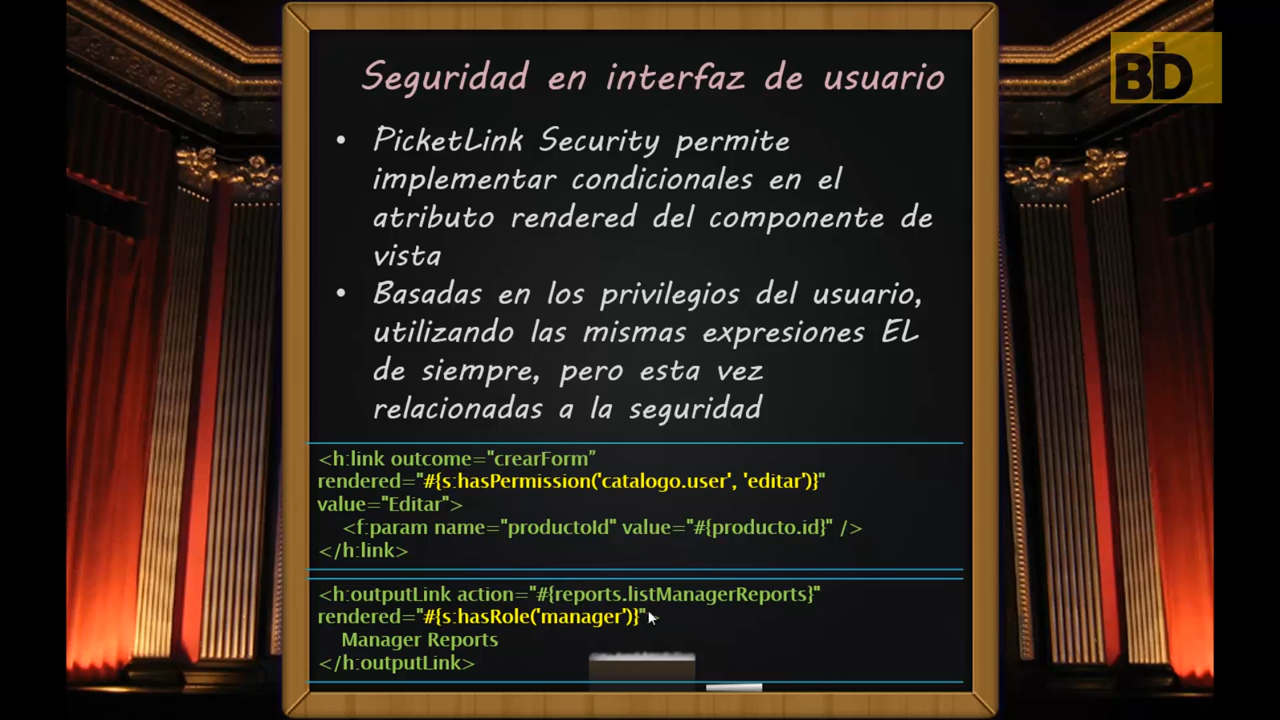 BID
Seguridad en interfaz de usuario
• PicketLink Security permite
implementar condicionales en el
atributo rendered del componente de
vista
• Basadas en los privilegios del usuario,
utilizando las mismas expresiones EL
de siempre, pero esta vez
relacionadas a la seguridad
<h:link outcome="crearForm”
rendered="#{s:hasPermission('catalogo.user', 'editar')}"
value="Editar">
<f:param name="productoId" value="#{producto.id}" />
</h:link>
<h:outputLink action="#{reports.listManagerReports}"
rendered="#{s:hasRole('manager')}">
Manager Reports
</h:outputLink>